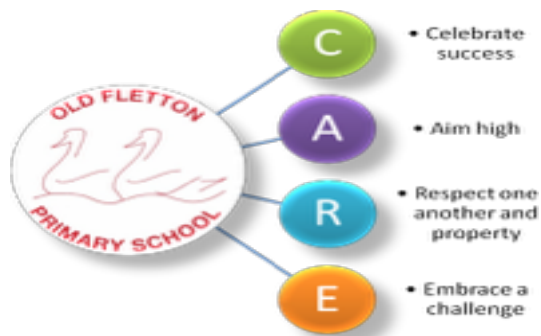 OLD FLETTON
PRIMARY SCHOOL
C
• Celebrate
success
A
• Aim high
R
• Respect one
another and
property
E
• Embrace a
challenge